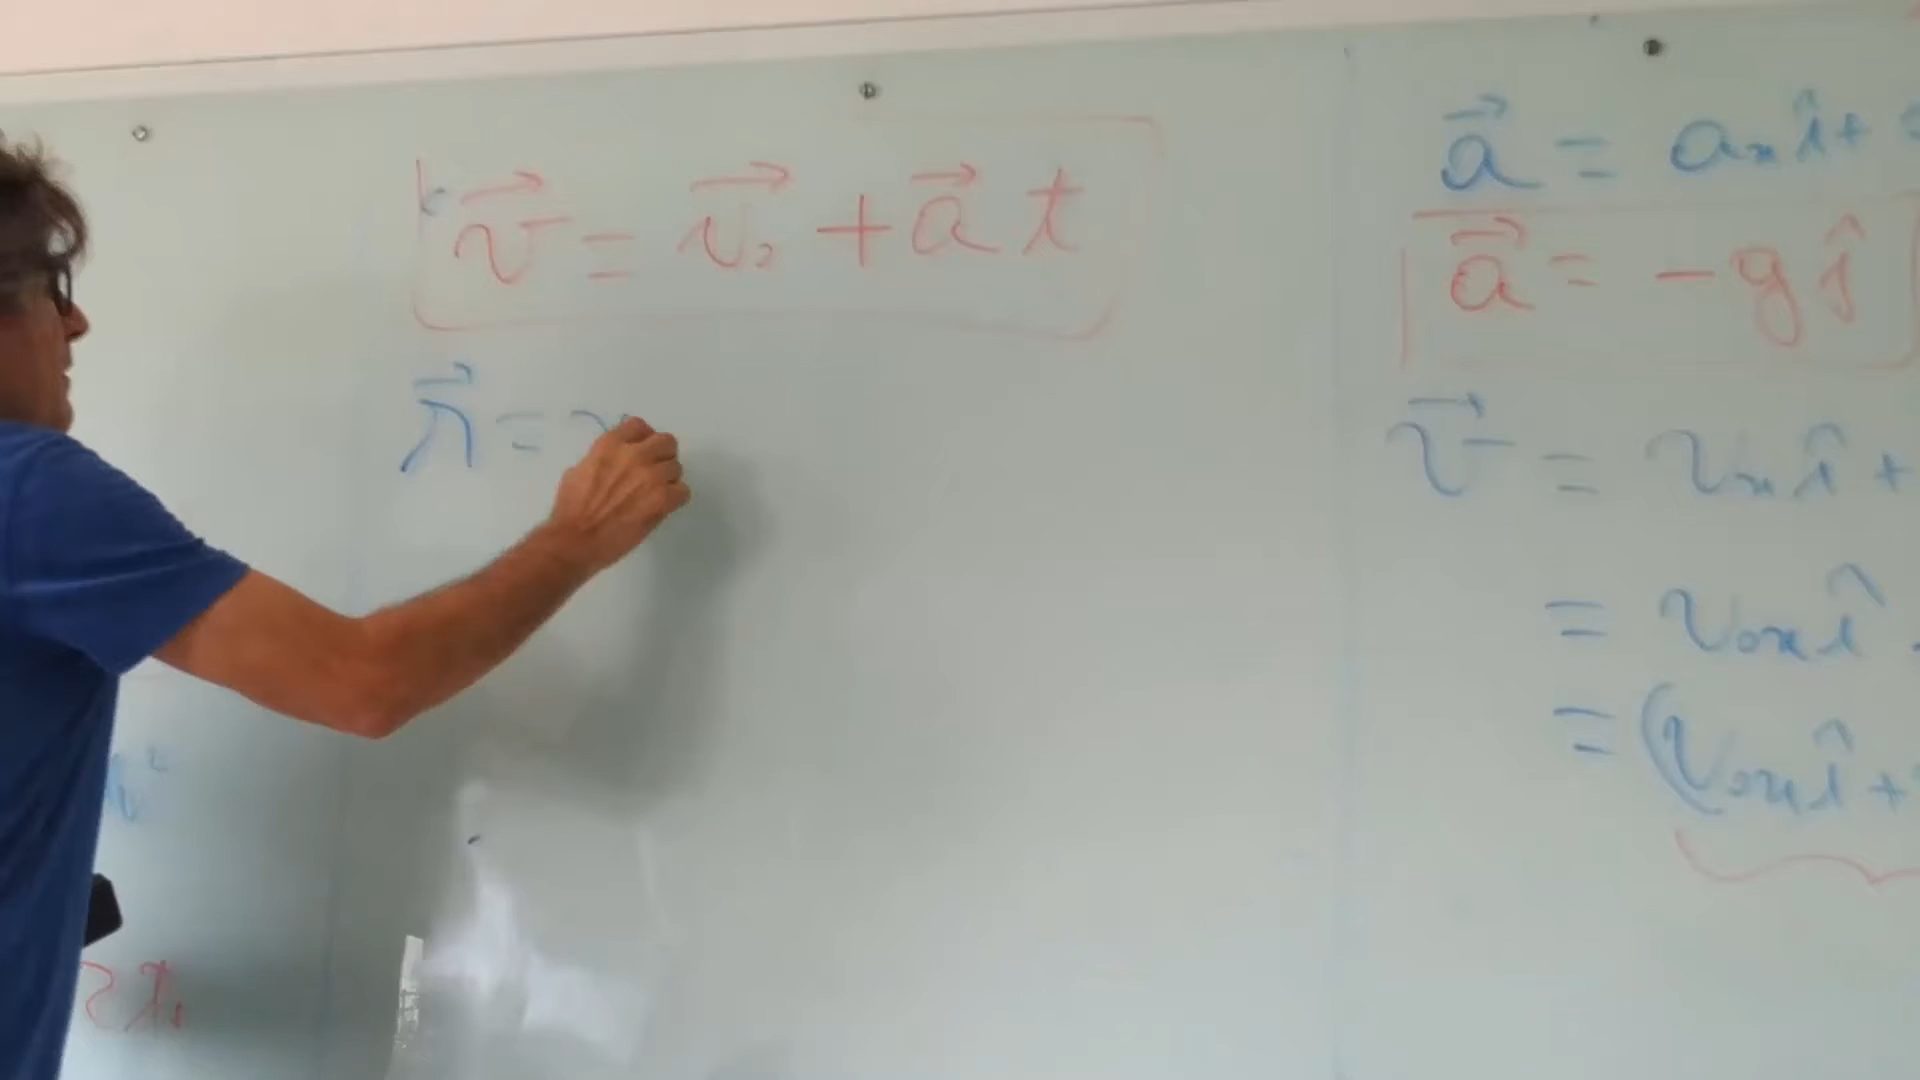 v⃗ = v⃗₀ + a⃗ t
r⃗ = x
a⃗ = aₓ î +
a⃗ = -g ĵ
v⃗ = vₓ î +
= v₀ₓ î
= (v₀ₓ î +